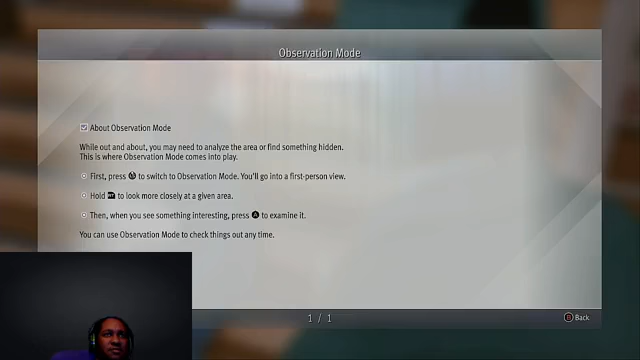 Observation Mode
About Observation Mode
While out and about, you may need to analyze the area or find something hidden.
This is where Observation Mode comes into play.
First, press to switch to Observation Mode. You'll go into a first-person view.
Hold RT to look more closely at a given area.
Then, when you see something interesting, press A to examine it.
You can use Observation Mode to check things out any time.
1 / 1
B Back